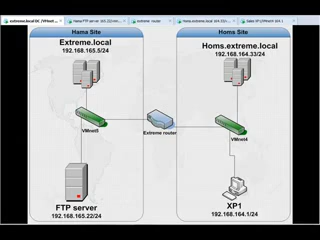 Hama Site
Extreme.local
192.168.165.5/24
VMnet3
FTP server
192.168.165.22/24
Extreme router
Homs Site
Homs.extreme.local
192.168.164.33/24
VMnet4
XP1
192.168.164.1/24